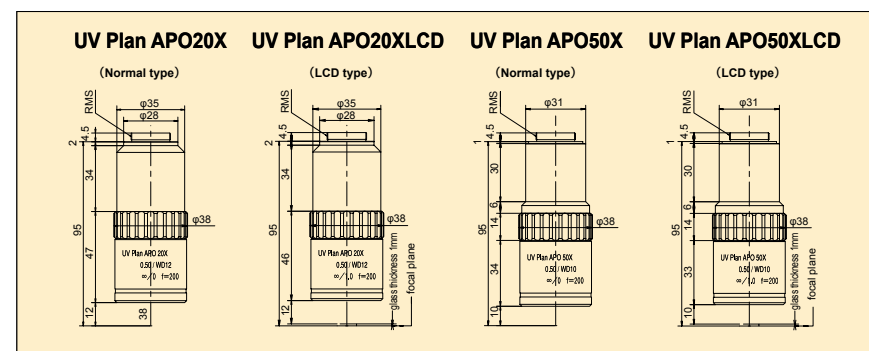 UV Plan APO20X
(Normal type)
RMS
φ35
φ28
4.5
2
34
95
47
12
38
φ38
UV Plan APO 20X
0.50 / WD12
∞/0 f=200
UV Plan APO20XLCD
(LCD type)
RMS
φ35
φ28
4.5
2
34
95
46
12
φ38
UV Plan APO 20X
0.50 / WD12
∞/1.0 f=200
glass thickness 1mm
focal plane
UV Plan APO50X
(Normal type)
RMS
φ31
4.5
1
30
6
14
95
34
10
φ38
UV Plan APO 50X
0.50 / WD10
∞/0 f=200
UV Plan APO50XLCD
(LCD type)
RMS
φ31
4.5
1
30
6
14
95
33
10
φ38
UV Plan APO 50X
0.50 / WD10
∞/1.0 f=200
glass thickness 1mm
focal plane